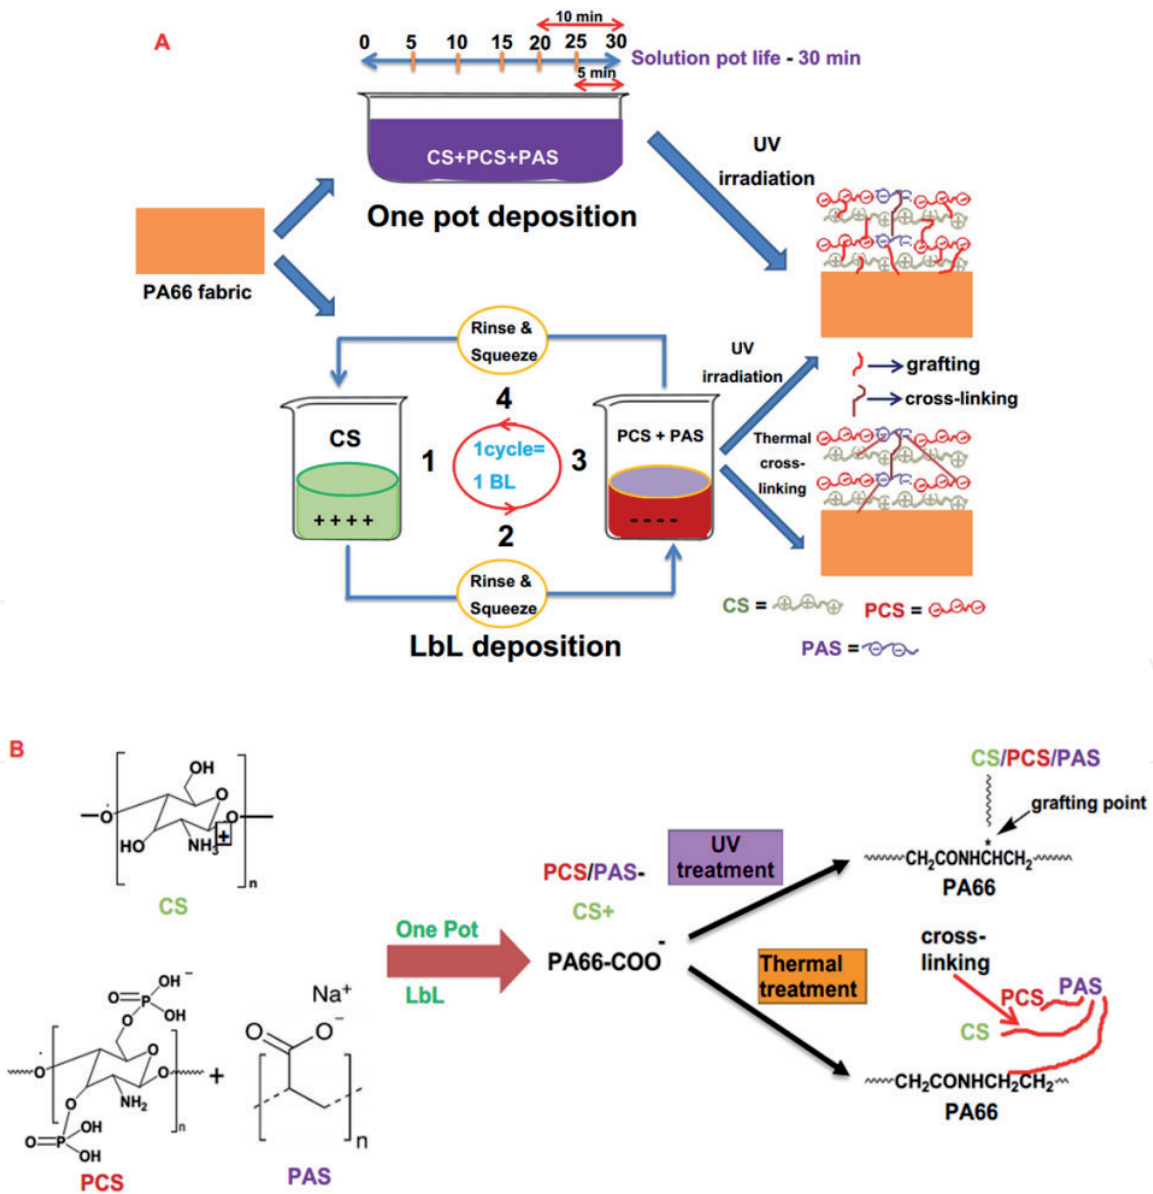 A
10 min
0 5 10 15 20 25 30
Solution pot life - 30 min
5 min
CS+PCS+PAS
One pot deposition
UV
irradiation
PA66 fabric
Rinse &
Squeeze
4
CS
1
1cycle=
1 BL
3
PCS + PAS
+ + + +
- - - -
2
Rinse &
Squeeze
LbL deposition
UV
irradiation
grafting
cross-linking
Thermal
cross-
linking
CS =
PCS =
PAS =
B
OH
O
O
O
HO
NH3
+
n
CS
OH -
O=P
OH
O
O
O
O
NH2
O
n
O=P
OH
OH
PCS
+
Na+
O
O-
n
PAS
One Pot
LbL
PCS/PAS-
CS+
PA66-COO-
UV
treatment
Thermal
treatment
CS/PCS/PAS
grafting point
*
CH2CONHCHCH2
PA66
cross-
linking
PCS
PAS
CS
CH2CONHCH2CH2
PA66